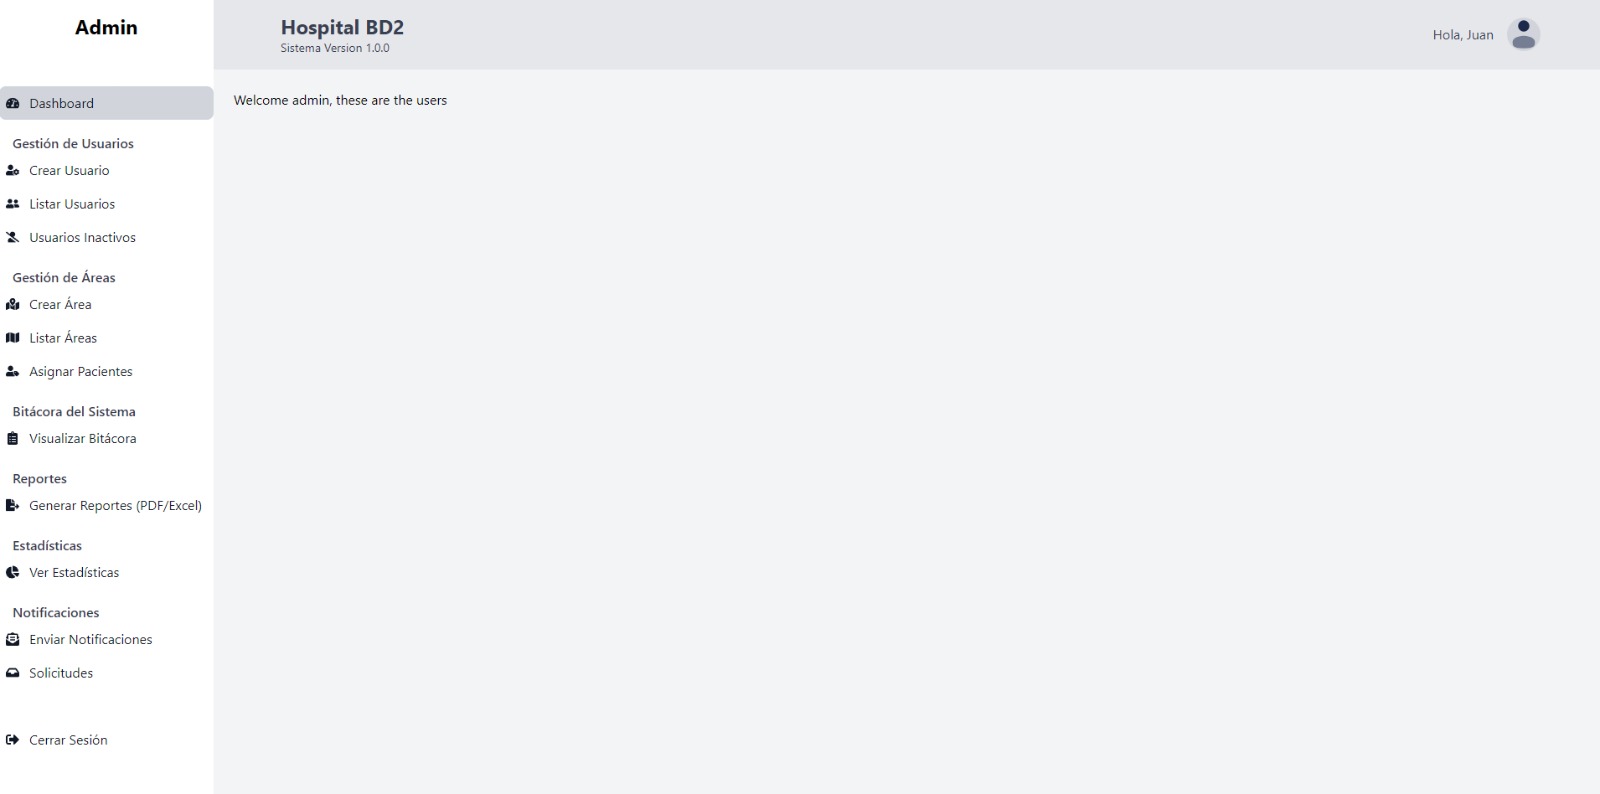 Admin
Dashboard
Gestión de Usuarios
Crear Usuario
Listar Usuarios
Usuarios Inactivos
Gestión de Áreas
Crear Área
Listar Áreas
Asignar Pacientes
Bitácora del Sistema
Visualizar Bitácora
Reportes
Generar Reportes (PDF/Excel)
Estadísticas
Ver Estadísticas
Notificaciones
Enviar Notificaciones
Solicitudes
Cerrar Sesión
Hospital BD2
Sistema Version 1.0.0
Hola, Juan
Welcome admin, these are the users